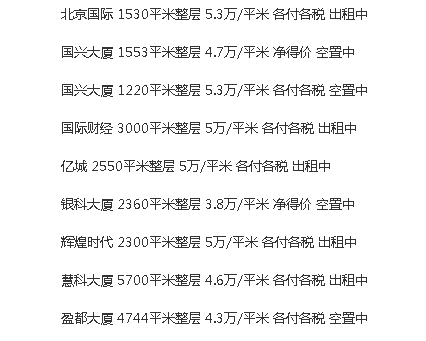 北京国际 1530平米整层 5.3万/平米 各付各税 出租中
国兴大厦 1553平米整层 4.7万/平米 净得价 空置中
国兴大厦 1220平米整层 5.3万/平米 各付各税 空置中
国际财经 3000平米整层 5万/平米 各付各税 出租中
亿城 2550平米整层 5万/平米 各付各税 出租中
银科大厦 2360平米整层 3.8万/平米 净得价 空置中
辉煌时代 2300平米整层 5万/平米 各付各税 出租中
慧科大厦 5700平米整层 4.6万/平米 各付各税 出租中
盈都大厦 4744平米整层 4.3万/平米 各付各税 空置中